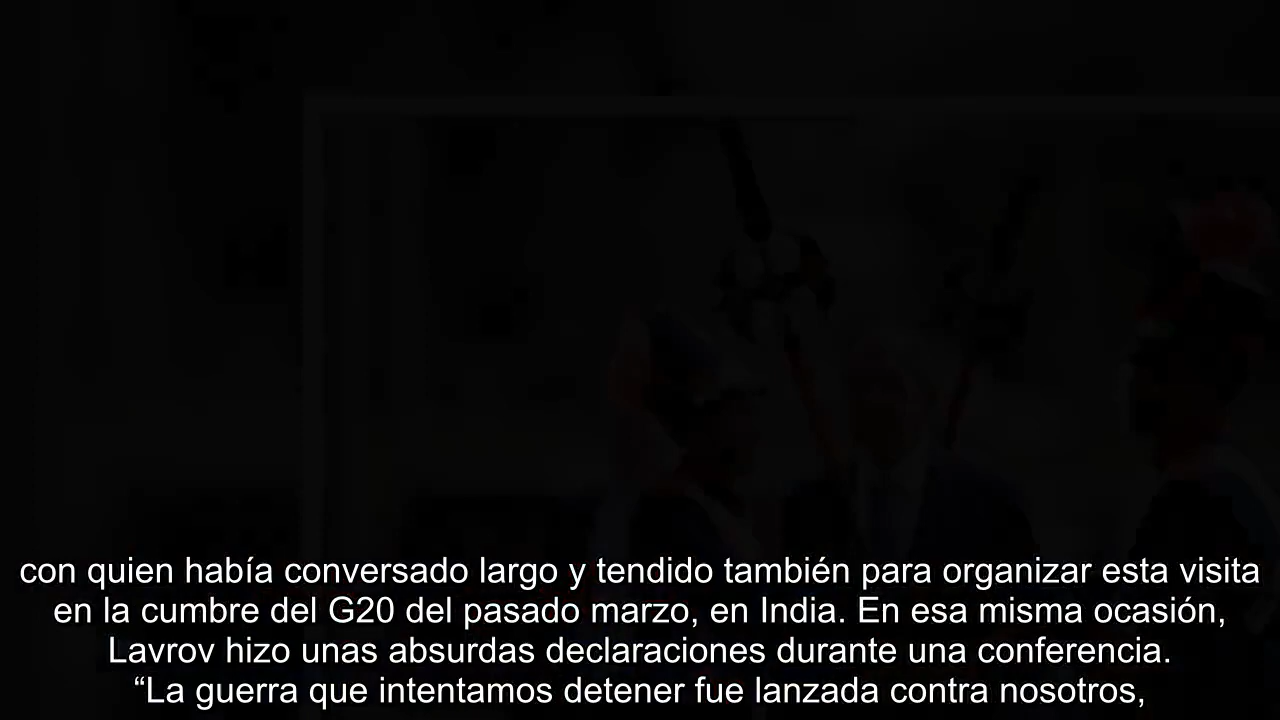 con quien había conversado largo y tendido también para organizar esta visita
en la cumbre del G20 del pasado marzo, en India. En esa misma ocasión,
Lavrov hizo unas absurdas declaraciones durante una conferencia.
“La guerra que intentamos detener fue lanzada contra nosotros,